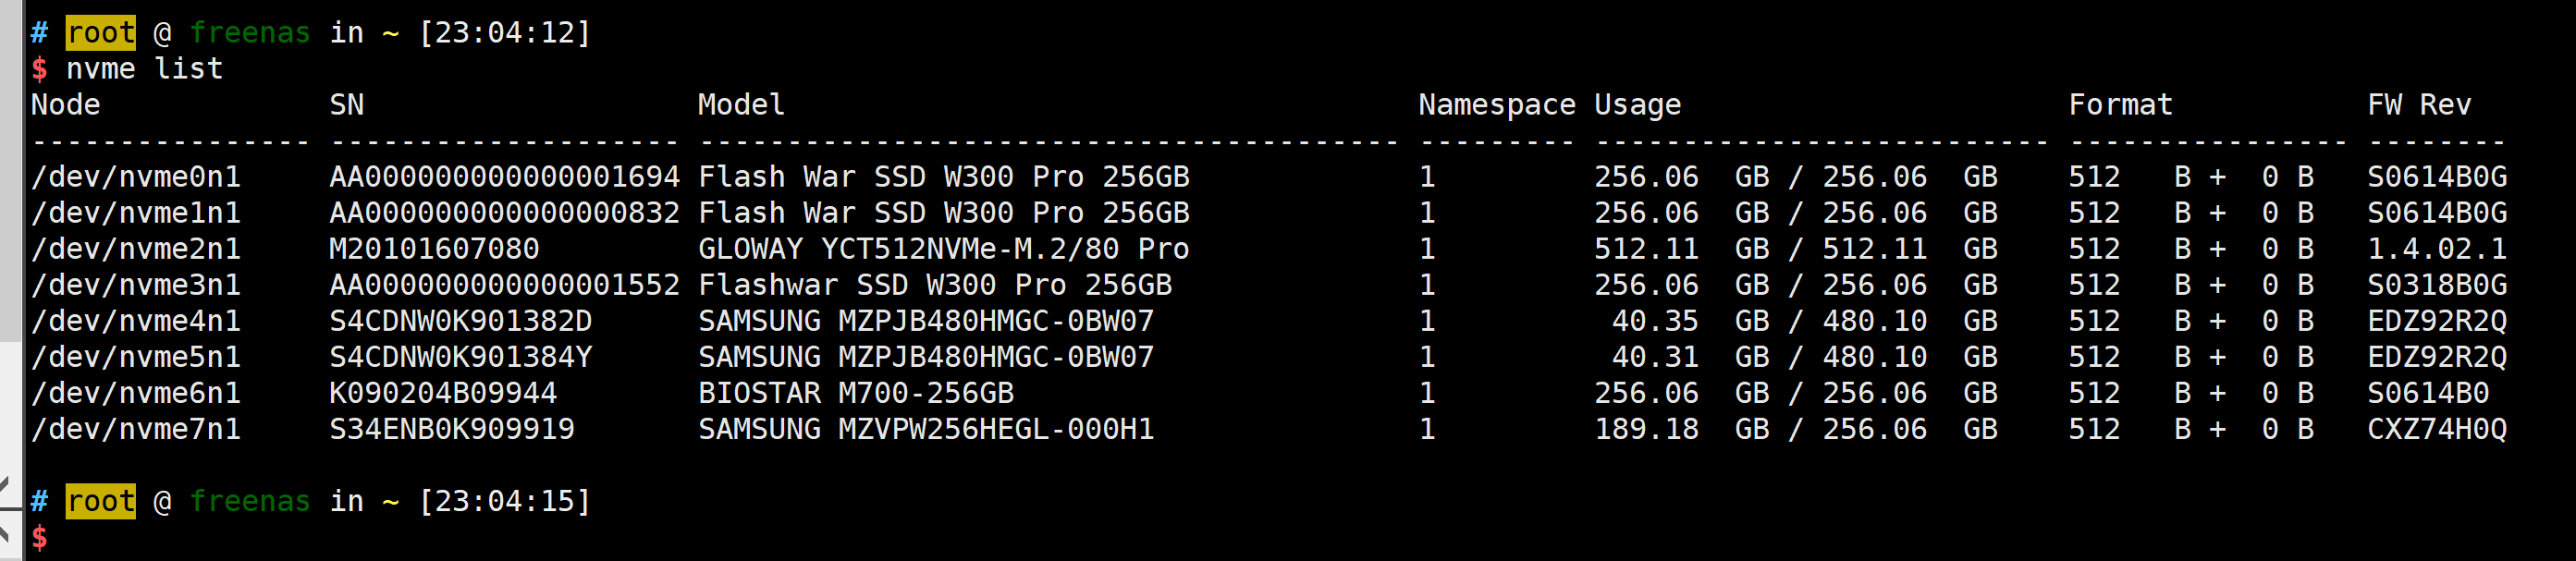 # root @ freenas in ~ [23:04:12]
$ nvme list
Node             SN                   Model                                    Namespace Usage                      Format           FW Rev
---------------- -------------------- ---------------------------------------- --------- -------------------------- ---------------- --------
/dev/nvme0n1     AA000000000000001694 Flash War SSD W300 Pro 256GB             1         256.06  GB / 256.06  GB    512   B +  0 B   S0614B0G
/dev/nvme1n1     AA000000000000000832 Flash War SSD W300 Pro 256GB             1         256.06  GB / 256.06  GB    512   B +  0 B   S0614B0G
/dev/nvme2n1     M20101607080         GLOWAY YCT512NVMe-M.2/80 Pro             1         512.11  GB / 512.11  GB    512   B +  0 B   1.4.02.1
/dev/nvme3n1     AA000000000000001552 Flashwar SSD W300 Pro 256GB              1         256.06  GB / 256.06  GB    512   B +  0 B   S0318B0G
/dev/nvme4n1     S4CDNW0K901382D      SAMSUNG MZPJB480HMGC-0BW07               1          40.35  GB / 480.10  GB    512   B +  0 B   EDZ92R2Q
/dev/nvme5n1     S4CDNW0K901384Y      SAMSUNG MZPJB480HMGC-0BW07               1          40.31  GB / 480.10  GB    512   B +  0 B   EDZ92R2Q
/dev/nvme6n1     K090204B09944        BIOSTAR M700-256GB                       1         256.06  GB / 256.06  GB    512   B +  0 B   S0614B0
/dev/nvme7n1     S34ENB0K909919       SAMSUNG MZVPW256HEGL-000H1               1         189.18  GB / 256.06  GB    512   B +  0 B   CXZ74H0Q
# root @ freenas in ~ [23:04:15]
$